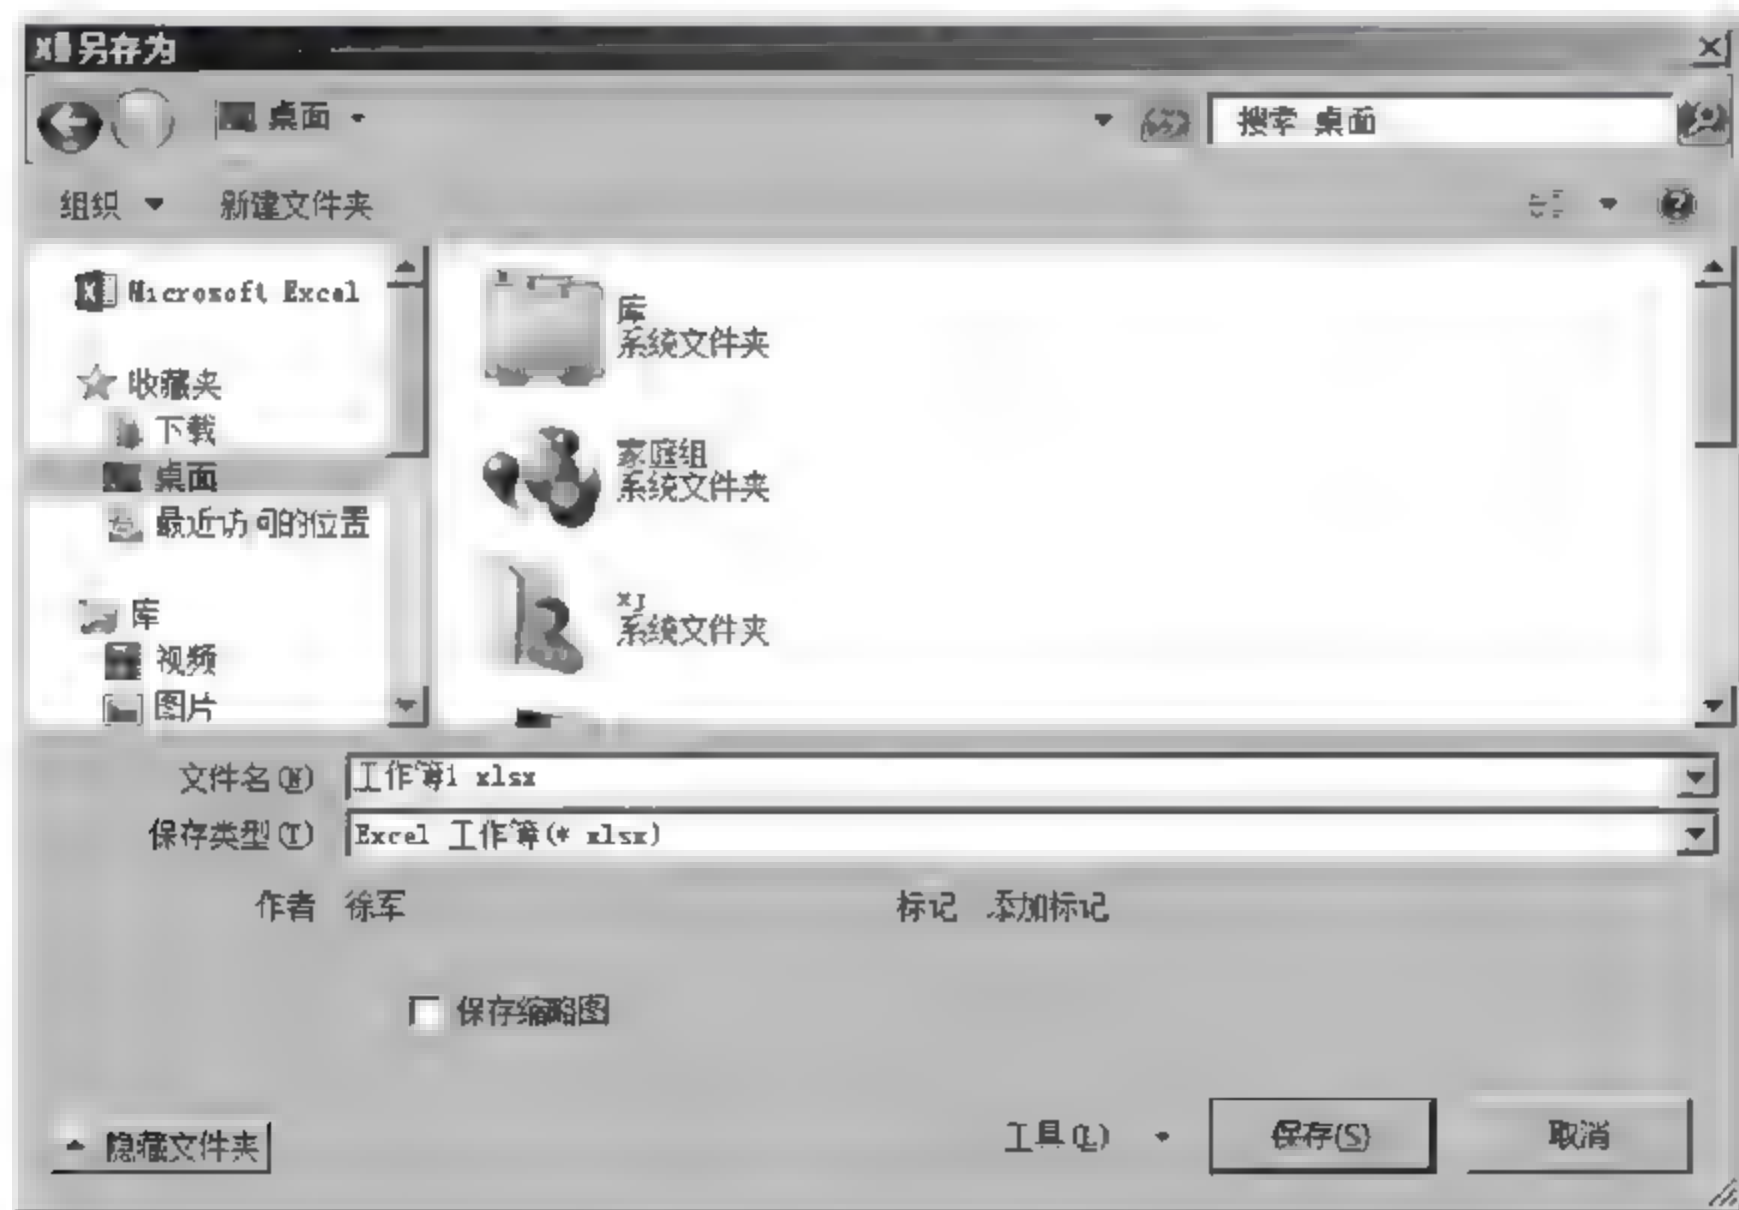 另存为
桌面
搜索 桌面
组织
新建文件夹
Microsoft Excel
收藏夹
下载
桌面
最近访问的位置
库
视频
图片
库
系统文件夹
家庭组
系统文件夹
xj
系统文件夹
文件名(N)
工作簿1 xlsx
保存类型(T)
Excel 工作簿(* xlsx)
作者 徐军
标记 添加标记
保存缩略图
隐藏文件夹
工具(L)
保存(S)
取消